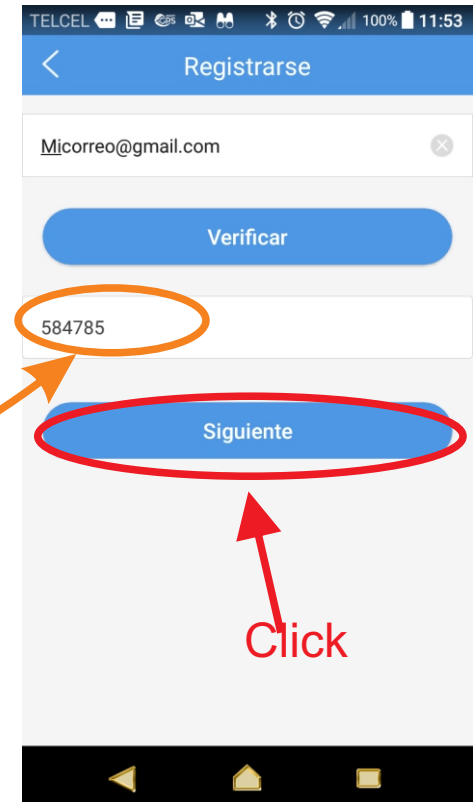 TELCEL 100% 11:53
Registrarse
Micorreo@gmail.com
Verificar
584785
Siguiente
Click